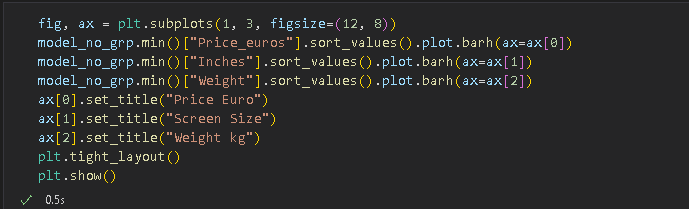 fig, ax = plt.subplots(1, 3, figsize=(12, 8))
model_no_grp.min()["Price_euros"].sort_values().plot.barh(ax=ax[0])
model_no_grp.min()["Inches"].sort_values().plot.barh(ax=ax[1])
model_no_grp.min()["Weight"].sort_values().plot.barh(ax=ax[2])
ax[0].set_title("Price Euro")
ax[1].set_title("Screen Size")
ax[2].set_title("Weight kg")
plt.tight_layout()
plt.show()
✓ 0.5s